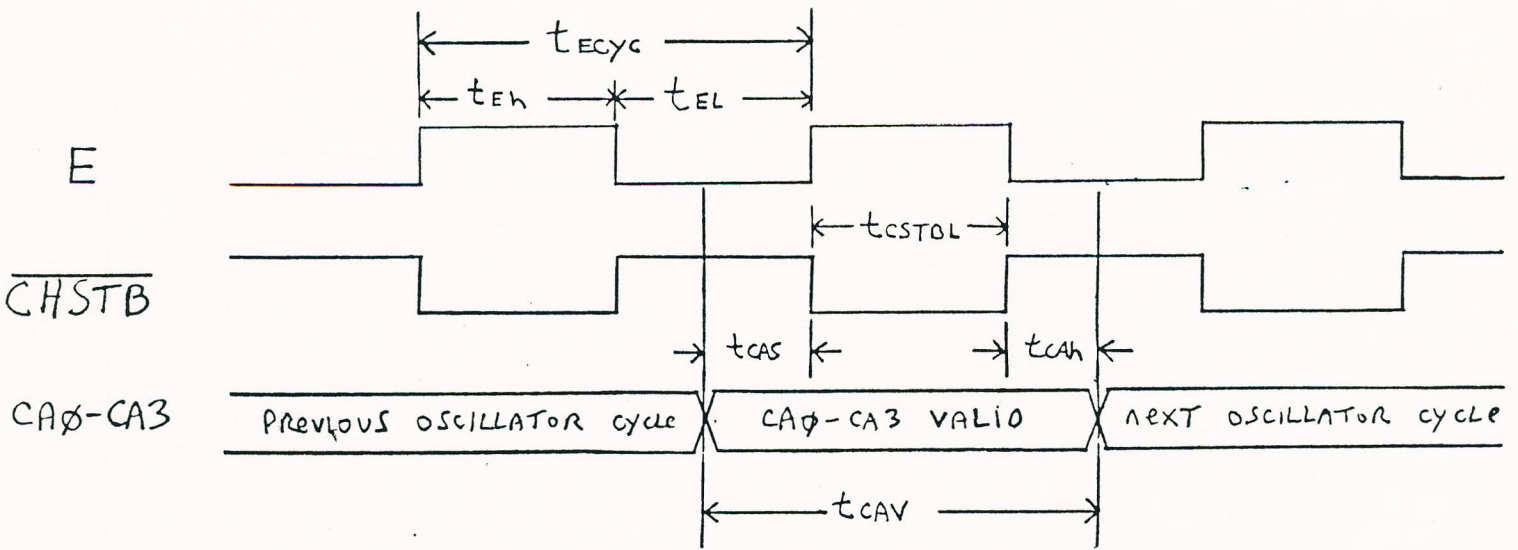 tECYC
tEh
tEL
E
tCSTBL
CHSTB
tCAS
tCAh
CAØ-CA3
PREVIOUS OSCILLATOR CYCLE
CAØ-CA3 VALID
NEXT OSCILLATOR CYCLE
tCAV